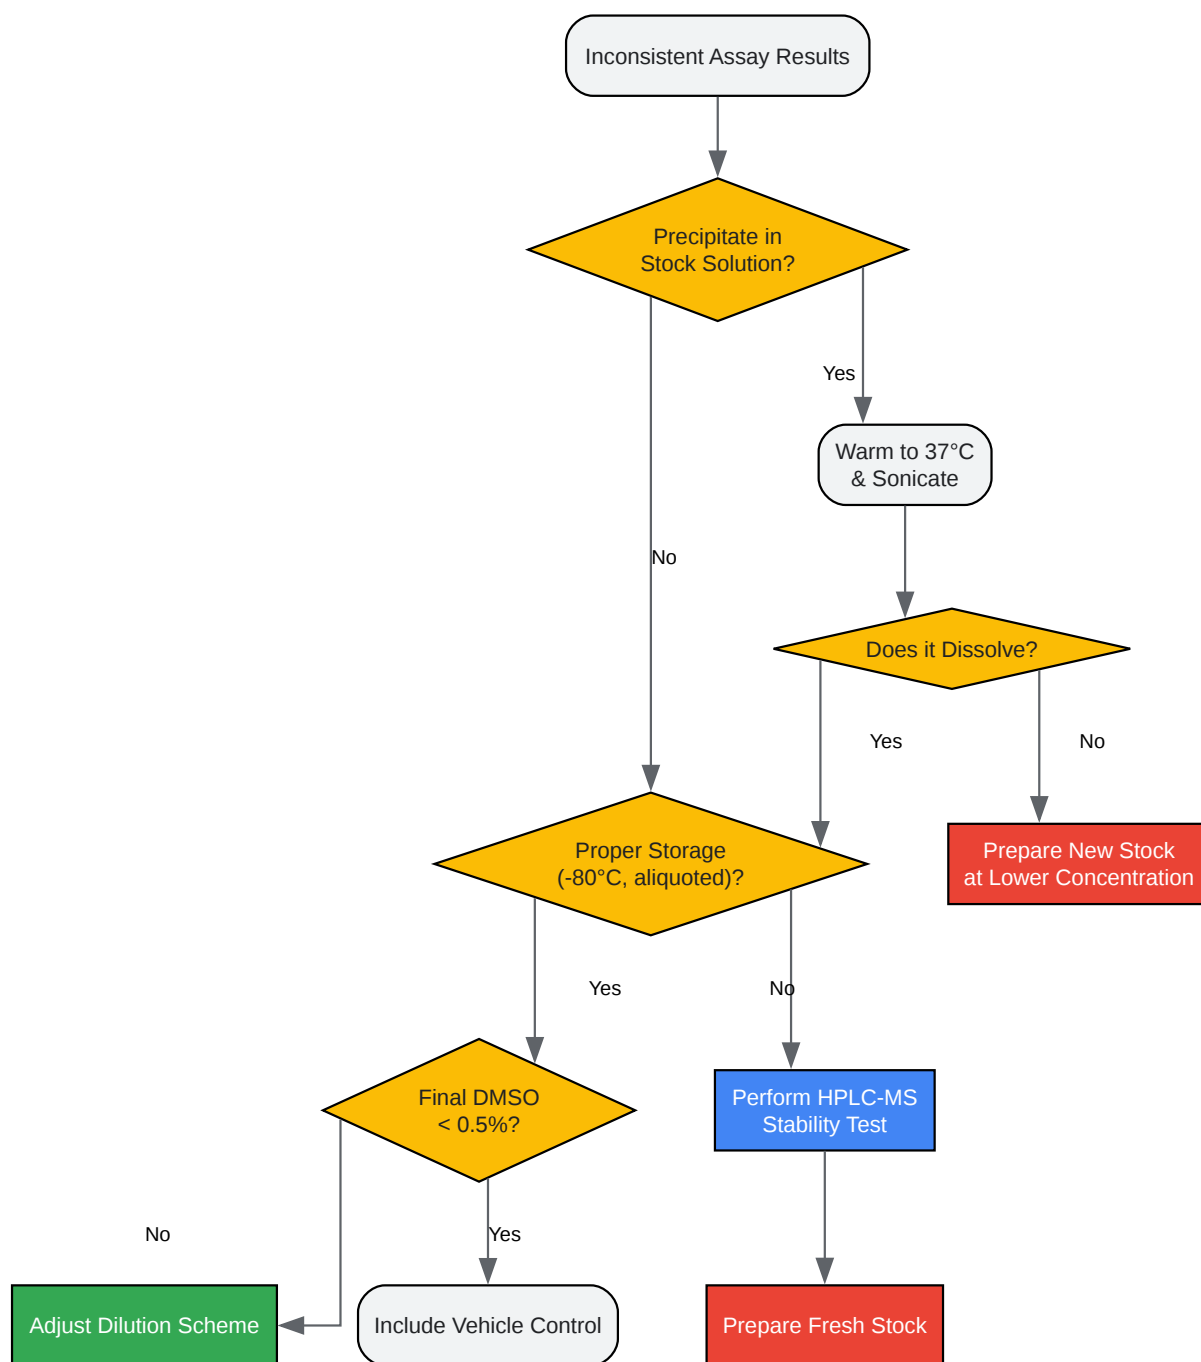 Inconsistent Assay Results
Precipitate in
Stock Solution?
Yes
Warm to 37°C
& Sonicate
No
Does it Dissolve?
Yes
No
Prepare New Stock
at Lower Concentration
Proper Storage
(-80°C, aliquoted)?
Yes
No
Final DMSO
< 0.5%?
Perform HPLC-MS
Stability Test
No
Yes
Adjust Dilution Scheme
Include Vehicle Control
Prepare Fresh Stock